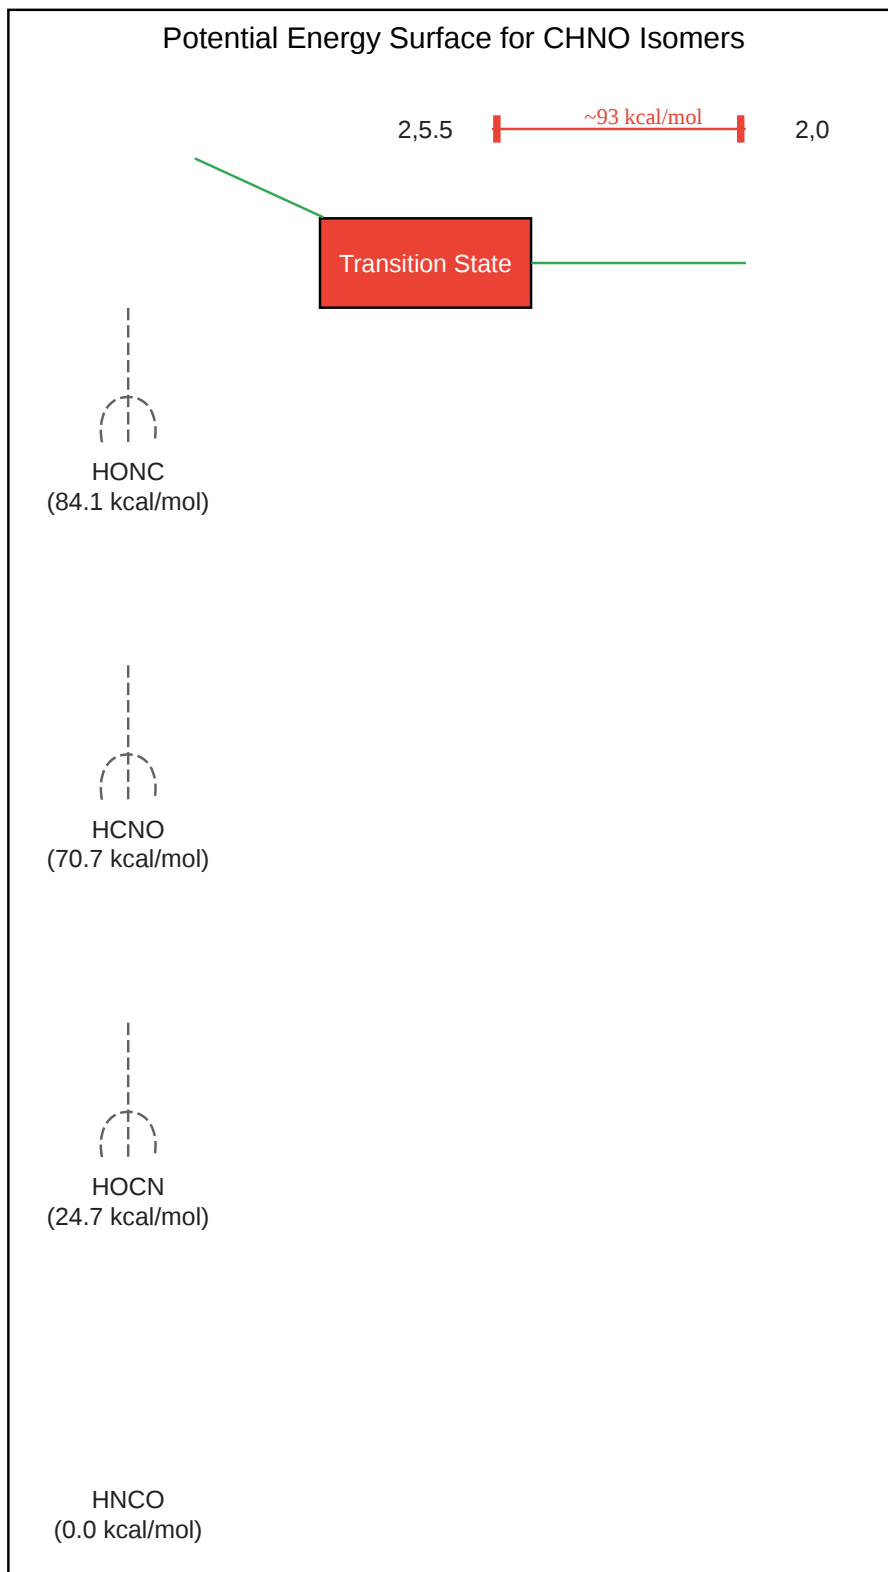 Potential Energy Surface for CHNO Isomers
2,5.5
~93 kcal/mol
2,0
Transition State
HONC
(84.1 kcal/mol)
HCNO
(70.7 kcal/mol)
HOCN
(24.7 kcal/mol)
HNCO
(0.0 kcal/mol)